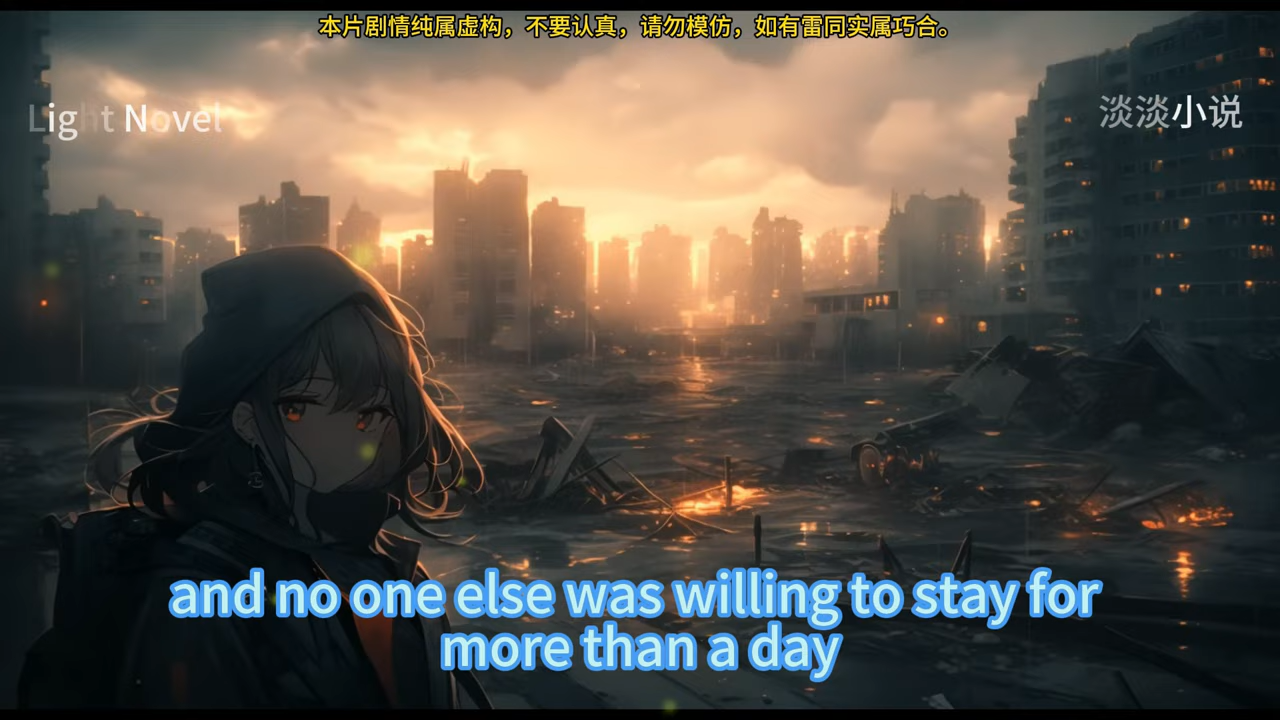 本片剧情纯属虚构，不要认真，请勿模仿，如有雷同实属巧合。
Light Novel
淡淡小说
and no one else was willing to stay for
more than a day